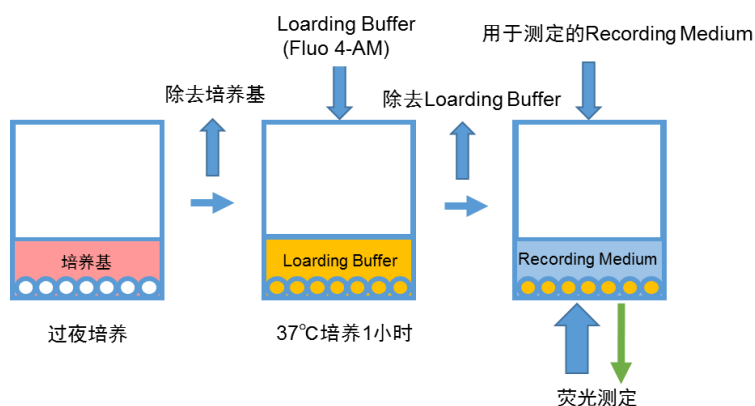 Loarding Buffer
(Fluo 4-AM)
用于测定的Recording Medium
除去培养基
除去Loarding Buffer
培养基
Loarding Buffer
Recording Medium
过夜培养
37℃培养1小时
荧光测定